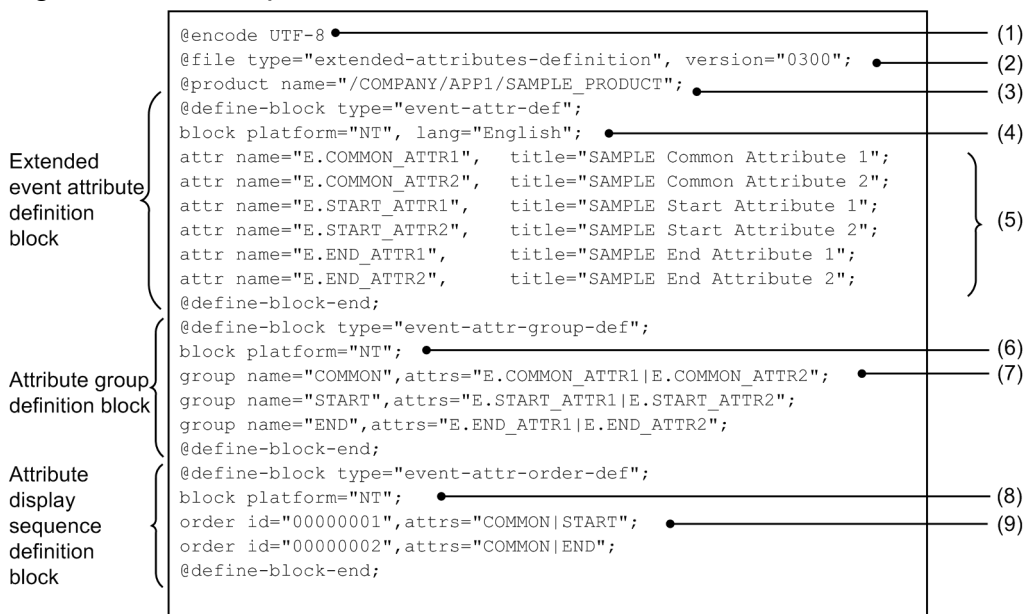 @encode UTF-8 (1)
@file type="extended-attributes-definition", version="0300"; (2)
@product name="/COMPANY/APP1/SAMPLE_PRODUCT"; (3)
@define-block type="event-attr-def";
block platform="NT", lang="English"; (4)
Extended event attribute definition block
attr name="E.COMMON_ATTR1", title="SAMPLE Common Attribute 1";
attr name="E.COMMON_ATTR2", title="SAMPLE Common Attribute 2";
attr name="E.START_ATTR1", title="SAMPLE Start Attribute 1";
attr name="E.START_ATTR2", title="SAMPLE Start Attribute 2";
attr name="E.END_ATTR1", title="SAMPLE End Attribute 1";
attr name="E.END_ATTR2", title="SAMPLE End Attribute 2";
(5)
@define-block-end;
@define-block type="event-attr-group-def";
block platform="NT"; (6)
Attribute group definition block
group name="COMMON",attrs="E.COMMON_ATTR1|E.COMMON_ATTR2"; (7)
group name="START",attrs="E.START_ATTR1|E.START_ATTR2";
group name="END",attrs="E.END_ATTR1|E.END_ATTR2";
@define-block-end;
Attribute display sequence definition block
@define-block type="event-attr-order-def";
block platform="NT"; (8)
order id="00000001",attrs="COMMON|START"; (9)
order id="00000002",attrs="COMMON|END";
@define-block-end;